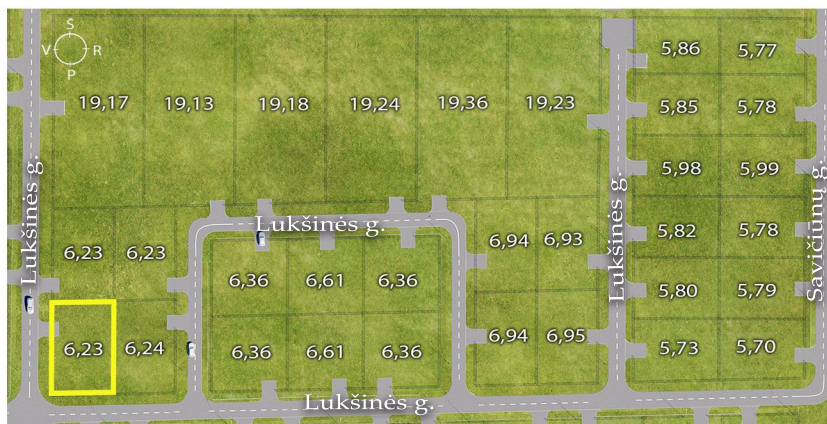 Š
V R
P
19,17 19,13 19,18 19,24 19,36 19,23
5,86 5,77
5,85 5,78
5,98 5,99
5,82 5,78
5,80 5,79
5,73 5,70
Lukšinės g.
Lukšinės g.
Lukšinės g.
Savičiūnų g.
6,23 6,23
6,23 6,24
6,36 6,61 6,36
6,36 6,61 6,36
6,94 6,93
6,94 6,95
Lukšinės g.